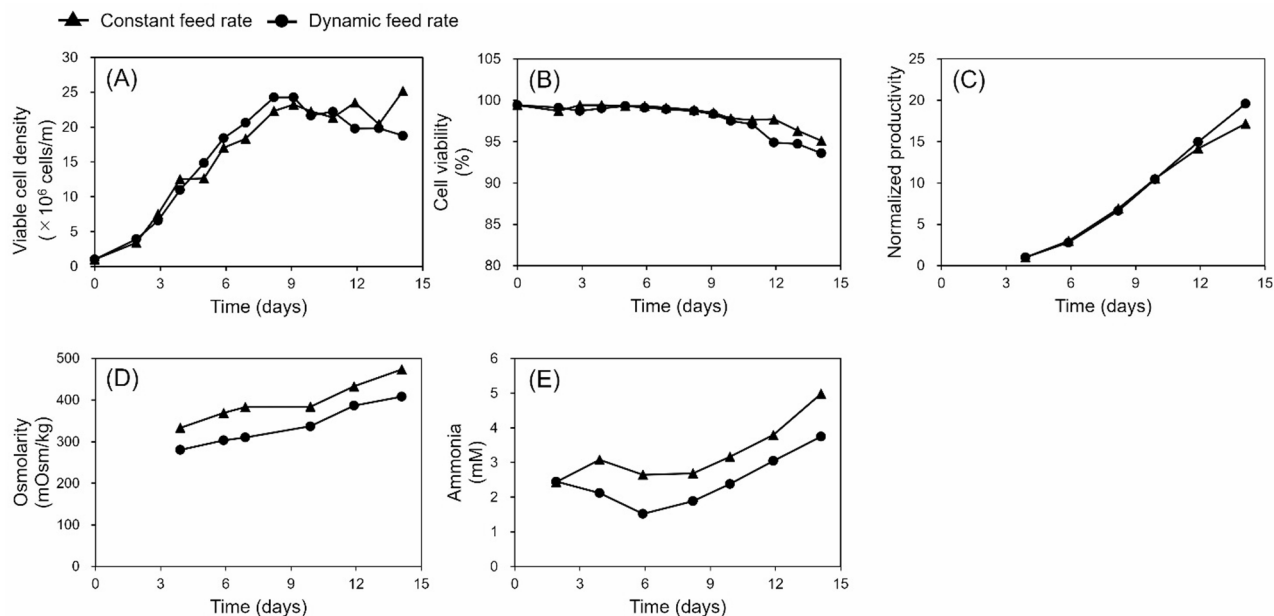 Constant feed rate Dynamic feed rate
(A)
Viable cell density
(×10⁶ cells/m)
30
25
20
15
10
5
0
0 3 6 9 12 15
Time (days)
(B)
Cell viability
(%)
105
100
95
90
85
80
0 3 6 9 12 15
Time (days)
(C)
Normalized productivity
25
20
15
10
5
0
0 3 6 9 12 15
Time (days)
(D)
Osmolarity
(mOsm/kg)
500
400
300
200
100
0
0 3 6 9 12 15
Time (days)
(E)
Ammonia
(mM)
6
5
4
3
2
1
0
0 3 6 9 12 15
Time (days)